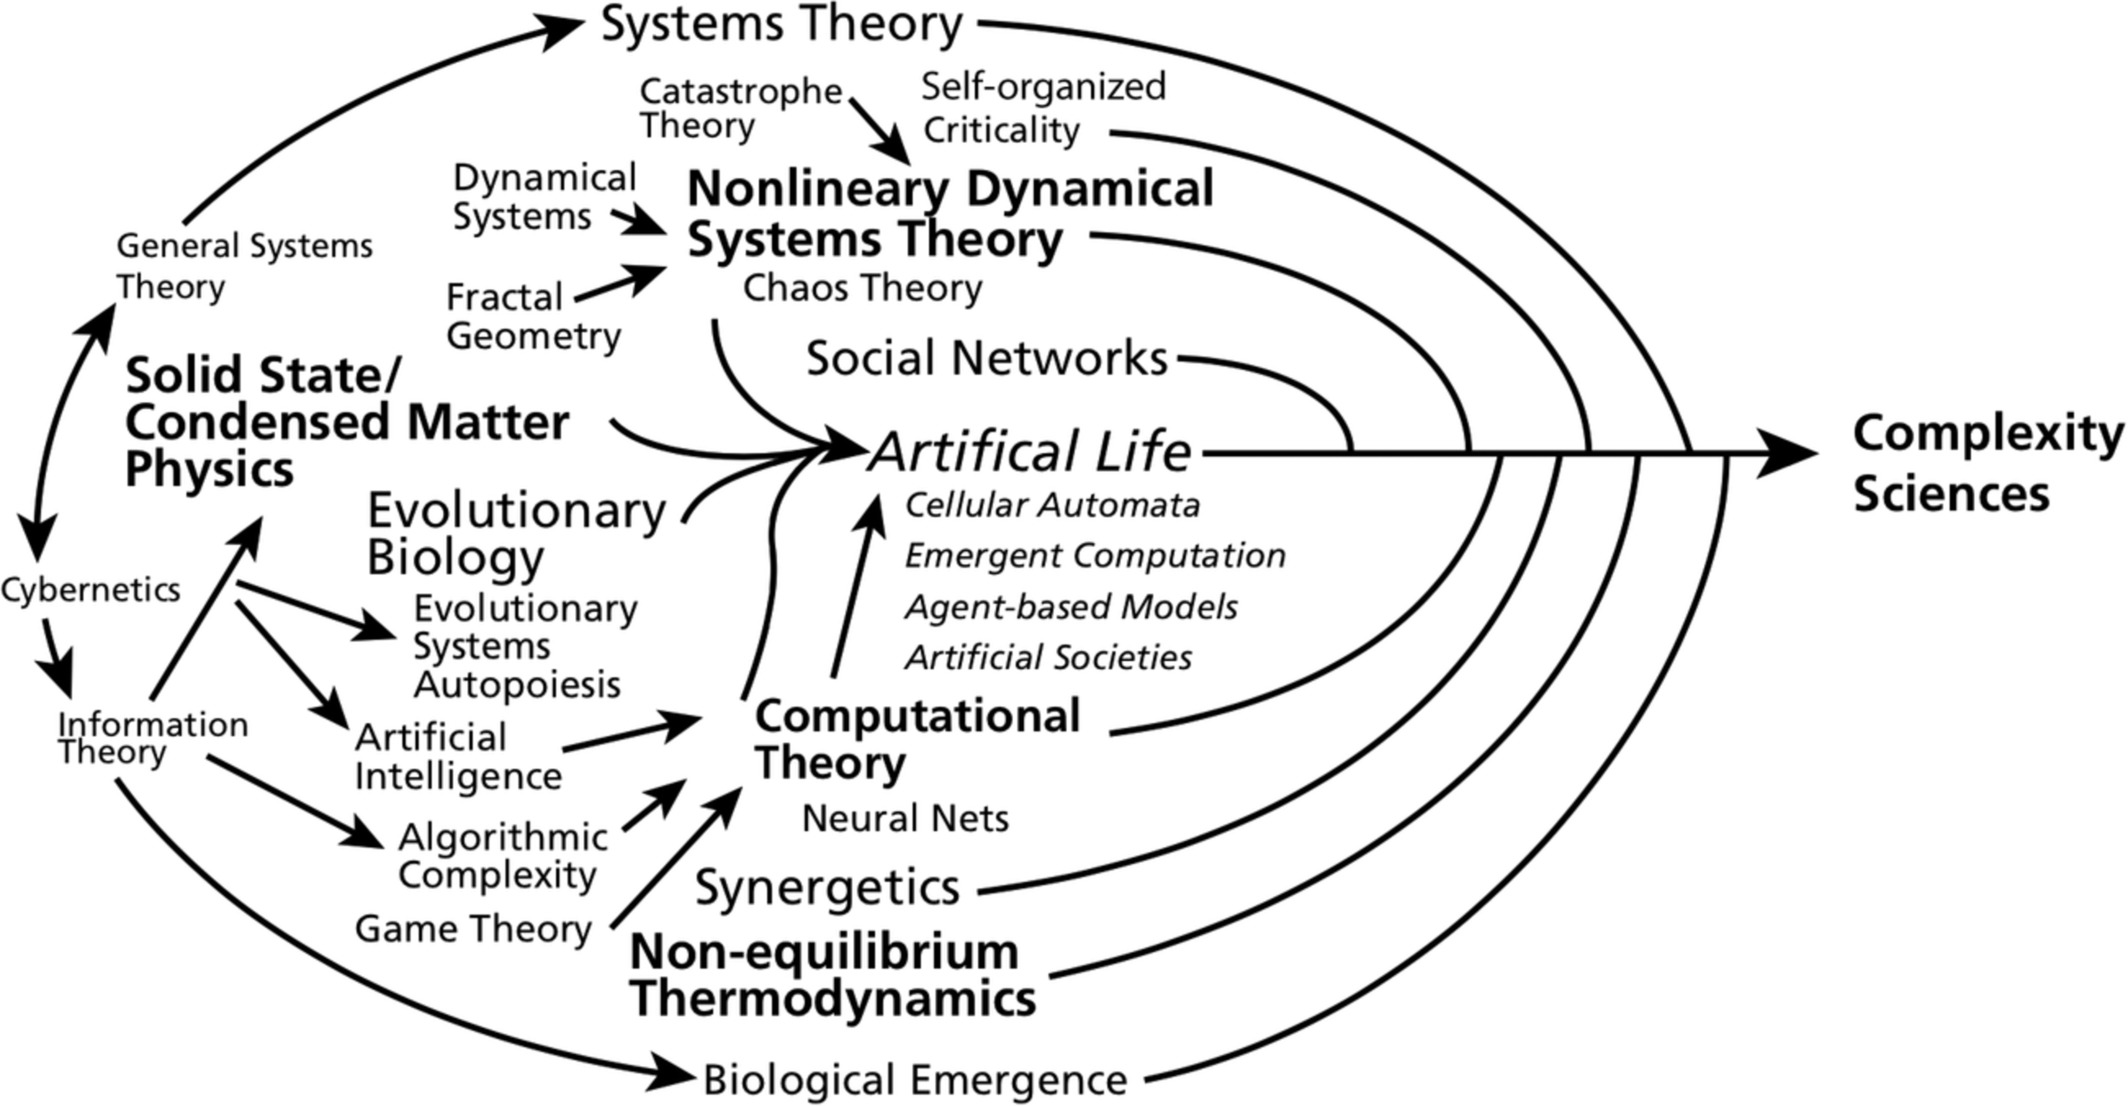 Systems Theory
Catastrophe
Theory
Self-organized
Criticality
Dynamical
Systems
Nonlineary Dynamical
Systems Theory
Chaos Theory
General Systems
Theory
Fractal
Geometry
Solid State/
Condensed Matter
Physics
Social Networks
Artifical Life
Complexity
Sciences
Cellular Automata
Emergent Computation
Agent-based Models
Artificial Societies
Evolutionary
Biology
Cybernetics
Evolutionary
Systems
Autopoiesis
Information
Theory
Artificial
Intelligence
Computational
Theory
Neural Nets
Algorithmic
Complexity
Game Theory
Synergetics
Non-equilibrium
Thermodynamics
Biological Emergence